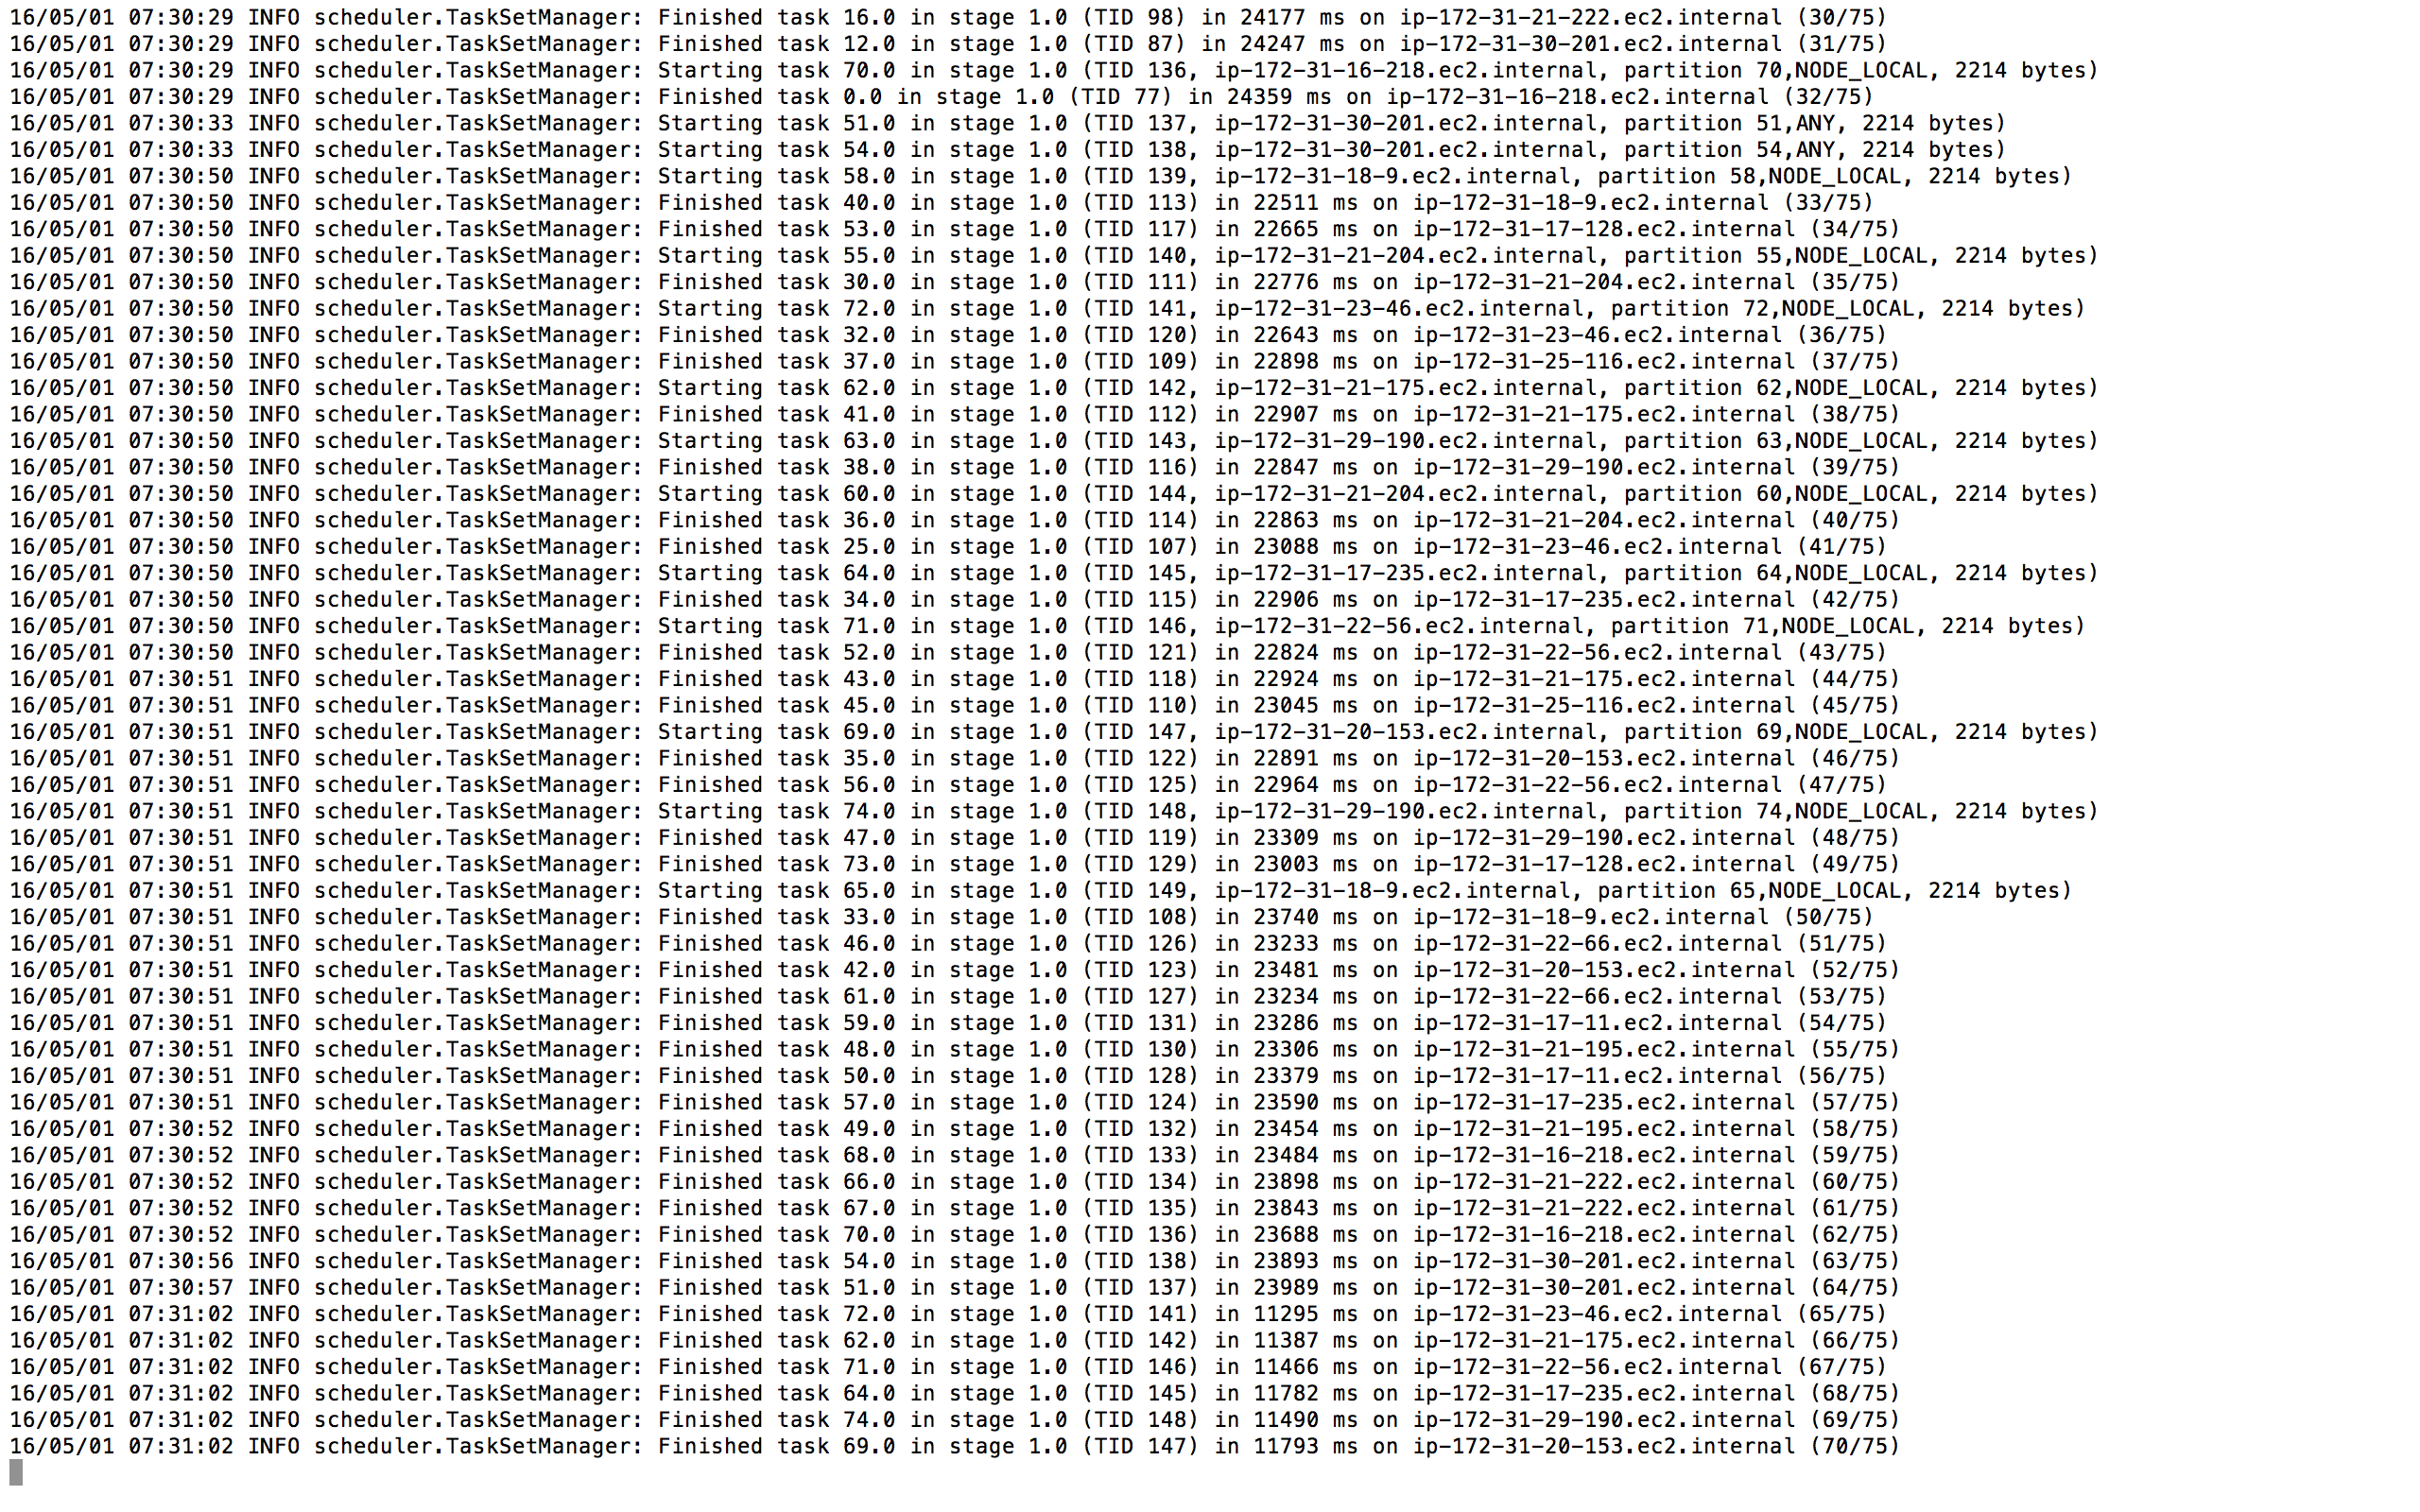 16/05/01 07:30:29 INFO scheduler.TaskSetManager: Finished task 16.0 in stage 1.0 (TID 98) in 24177 ms on ip-172-31-21-222.ec2.internal (30/75)
16/05/01 07:30:29 INFO scheduler.TaskSetManager: Finished task 12.0 in stage 1.0 (TID 87) in 24247 ms on ip-172-31-30-201.ec2.internal (31/75)
16/05/01 07:30:29 INFO scheduler.TaskSetManager: Starting task 70.0 in stage 1.0 (TID 136, ip-172-31-16-218.ec2.internal, partition 70,NODE_LOCAL, 2214 bytes)
16/05/01 07:30:29 INFO scheduler.TaskSetManager: Finished task 0.0 in stage 1.0 (TID 77) in 24359 ms on ip-172-31-16-218.ec2.internal (32/75)
16/05/01 07:30:33 INFO scheduler.TaskSetManager: Starting task 51.0 in stage 1.0 (TID 137, ip-172-31-30-201.ec2.internal, partition 51,ANY, 2214 bytes)
16/05/01 07:30:33 INFO scheduler.TaskSetManager: Starting task 54.0 in stage 1.0 (TID 138, ip-172-31-30-201.ec2.internal, partition 54,ANY, 2214 bytes)
16/05/01 07:30:50 INFO scheduler.TaskSetManager: Starting task 58.0 in stage 1.0 (TID 139, ip-172-31-18-9.ec2.internal, partition 58,NODE_LOCAL, 2214 bytes)
16/05/01 07:30:50 INFO scheduler.TaskSetManager: Finished task 40.0 in stage 1.0 (TID 113) in 22511 ms on ip-172-31-18-9.ec2.internal (33/75)
16/05/01 07:30:50 INFO scheduler.TaskSetManager: Finished task 53.0 in stage 1.0 (TID 117) in 22665 ms on ip-172-31-17-128.ec2.internal (34/75)
16/05/01 07:30:50 INFO scheduler.TaskSetManager: Starting task 55.0 in stage 1.0 (TID 140, ip-172-31-21-204.ec2.internal, partition 55,NODE_LOCAL, 2214 bytes)
16/05/01 07:30:50 INFO scheduler.TaskSetManager: Finished task 30.0 in stage 1.0 (TID 111) in 22776 ms on ip-172-31-21-204.ec2.internal (35/75)
16/05/01 07:30:50 INFO scheduler.TaskSetManager: Starting task 72.0 in stage 1.0 (TID 141, ip-172-31-23-46.ec2.internal, partition 72,NODE_LOCAL, 2214 bytes)
16/05/01 07:30:50 INFO scheduler.TaskSetManager: Finished task 32.0 in stage 1.0 (TID 120) in 22643 ms on ip-172-31-23-46.ec2.internal (36/75)
16/05/01 07:30:50 INFO scheduler.TaskSetManager: Finished task 37.0 in stage 1.0 (TID 109) in 22898 ms on ip-172-31-25-116.ec2.internal (37/75)
16/05/01 07:30:50 INFO scheduler.TaskSetManager: Starting task 62.0 in stage 1.0 (TID 142, ip-172-31-21-175.ec2.internal, partition 62,NODE_LOCAL, 2214 bytes)
16/05/01 07:30:50 INFO scheduler.TaskSetManager: Finished task 41.0 in stage 1.0 (TID 112) in 22907 ms on ip-172-31-21-175.ec2.internal (38/75)
16/05/01 07:30:50 INFO scheduler.TaskSetManager: Starting task 63.0 in stage 1.0 (TID 143, ip-172-31-29-190.ec2.internal, partition 63,NODE_LOCAL, 2214 bytes)
16/05/01 07:30:50 INFO scheduler.TaskSetManager: Finished task 38.0 in stage 1.0 (TID 116) in 22847 ms on ip-172-31-29-190.ec2.internal (39/75)
16/05/01 07:30:50 INFO scheduler.TaskSetManager: Starting task 60.0 in stage 1.0 (TID 144, ip-172-31-21-204.ec2.internal, partition 60,NODE_LOCAL, 2214 bytes)
16/05/01 07:30:50 INFO scheduler.TaskSetManager: Finished task 36.0 in stage 1.0 (TID 114) in 22863 ms on ip-172-31-21-204.ec2.internal (40/75)
16/05/01 07:30:50 INFO scheduler.TaskSetManager: Finished task 25.0 in stage 1.0 (TID 107) in 23088 ms on ip-172-31-23-46.ec2.internal (41/75)
16/05/01 07:30:50 INFO scheduler.TaskSetManager: Starting task 64.0 in stage 1.0 (TID 145, ip-172-31-17-235.ec2.internal, partition 64,NODE_LOCAL, 2214 bytes)
16/05/01 07:30:50 INFO scheduler.TaskSetManager: Finished task 34.0 in stage 1.0 (TID 115) in 22906 ms on ip-172-31-17-235.ec2.internal (42/75)
16/05/01 07:30:50 INFO scheduler.TaskSetManager: Starting task 71.0 in stage 1.0 (TID 146, ip-172-31-22-56.ec2.internal, partition 71,NODE_LOCAL, 2214 bytes)
16/05/01 07:30:50 INFO scheduler.TaskSetManager: Finished task 52.0 in stage 1.0 (TID 121) in 22824 ms on ip-172-31-22-56.ec2.internal (43/75)
16/05/01 07:30:51 INFO scheduler.TaskSetManager: Finished task 43.0 in stage 1.0 (TID 118) in 22924 ms on ip-172-31-21-175.ec2.internal (44/75)
16/05/01 07:30:51 INFO scheduler.TaskSetManager: Finished task 45.0 in stage 1.0 (TID 110) in 23045 ms on ip-172-31-25-116.ec2.internal (45/75)
16/05/01 07:30:51 INFO scheduler.TaskSetManager: Starting task 69.0 in stage 1.0 (TID 147, ip-172-31-20-153.ec2.internal, partition 69,NODE_LOCAL, 2214 bytes)
16/05/01 07:30:51 INFO scheduler.TaskSetManager: Finished task 35.0 in stage 1.0 (TID 122) in 22891 ms on ip-172-31-20-153.ec2.internal (46/75)
16/05/01 07:30:51 INFO scheduler.TaskSetManager: Finished task 56.0 in stage 1.0 (TID 125) in 22964 ms on ip-172-31-22-56.ec2.internal (47/75)
16/05/01 07:30:51 INFO scheduler.TaskSetManager: Starting task 74.0 in stage 1.0 (TID 148, ip-172-31-29-190.ec2.internal, partition 74,NODE_LOCAL, 2214 bytes)
16/05/01 07:30:51 INFO scheduler.TaskSetManager: Finished task 47.0 in stage 1.0 (TID 119) in 23309 ms on ip-172-31-29-190.ec2.internal (48/75)
16/05/01 07:30:51 INFO scheduler.TaskSetManager: Finished task 73.0 in stage 1.0 (TID 129) in 23003 ms on ip-172-31-17-128.ec2.internal (49/75)
16/05/01 07:30:51 INFO scheduler.TaskSetManager: Starting task 65.0 in stage 1.0 (TID 149, ip-172-31-18-9.ec2.internal, partition 65,NODE_LOCAL, 2214 bytes)
16/05/01 07:30:51 INFO scheduler.TaskSetManager: Finished task 33.0 in stage 1.0 (TID 108) in 23740 ms on ip-172-31-18-9.ec2.internal (50/75)
16/05/01 07:30:51 INFO scheduler.TaskSetManager: Finished task 46.0 in stage 1.0 (TID 126) in 23233 ms on ip-172-31-22-66.ec2.internal (51/75)
16/05/01 07:30:51 INFO scheduler.TaskSetManager: Finished task 42.0 in stage 1.0 (TID 123) in 23481 ms on ip-172-31-20-153.ec2.internal (52/75)
16/05/01 07:30:51 INFO scheduler.TaskSetManager: Finished task 61.0 in stage 1.0 (TID 127) in 23234 ms on ip-172-31-22-66.ec2.internal (53/75)
16/05/01 07:30:51 INFO scheduler.TaskSetManager: Finished task 59.0 in stage 1.0 (TID 131) in 23286 ms on ip-172-31-17-11.ec2.internal (54/75)
16/05/01 07:30:51 INFO scheduler.TaskSetManager: Finished task 48.0 in stage 1.0 (TID 130) in 23306 ms on ip-172-31-21-195.ec2.internal (55/75)
16/05/01 07:30:51 INFO scheduler.TaskSetManager: Finished task 50.0 in stage 1.0 (TID 128) in 23379 ms on ip-172-31-17-11.ec2.internal (56/75)
16/05/01 07:30:51 INFO scheduler.TaskSetManager: Finished task 57.0 in stage 1.0 (TID 124) in 23590 ms on ip-172-31-17-235.ec2.internal (57/75)
16/05/01 07:30:52 INFO scheduler.TaskSetManager: Finished task 49.0 in stage 1.0 (TID 132) in 23454 ms on ip-172-31-21-195.ec2.internal (58/75)
16/05/01 07:30:52 INFO scheduler.TaskSetManager: Finished task 68.0 in stage 1.0 (TID 133) in 23484 ms on ip-172-31-16-218.ec2.internal (59/75)
16/05/01 07:30:52 INFO scheduler.TaskSetManager: Finished task 66.0 in stage 1.0 (TID 134) in 23898 ms on ip-172-31-21-222.ec2.internal (60/75)
16/05/01 07:30:52 INFO scheduler.TaskSetManager: Finished task 67.0 in stage 1.0 (TID 135) in 23843 ms on ip-172-31-21-222.ec2.internal (61/75)
16/05/01 07:30:52 INFO scheduler.TaskSetManager: Finished task 70.0 in stage 1.0 (TID 136) in 23688 ms on ip-172-31-16-218.ec2.internal (62/75)
16/05/01 07:30:56 INFO scheduler.TaskSetManager: Finished task 54.0 in stage 1.0 (TID 138) in 23893 ms on ip-172-31-30-201.ec2.internal (63/75)
16/05/01 07:30:57 INFO scheduler.TaskSetManager: Finished task 51.0 in stage 1.0 (TID 137) in 23989 ms on ip-172-31-30-201.ec2.internal (64/75)
16/05/01 07:31:02 INFO scheduler.TaskSetManager: Finished task 72.0 in stage 1.0 (TID 141) in 11295 ms on ip-172-31-23-46.ec2.internal (65/75)
16/05/01 07:31:02 INFO scheduler.TaskSetManager: Finished task 62.0 in stage 1.0 (TID 142) in 11387 ms on ip-172-31-21-175.ec2.internal (66/75)
16/05/01 07:31:02 INFO scheduler.TaskSetManager: Finished task 71.0 in stage 1.0 (TID 146) in 11466 ms on ip-172-31-22-56.ec2.internal (67/75)
16/05/01 07:31:02 INFO scheduler.TaskSetManager: Finished task 64.0 in stage 1.0 (TID 145) in 11782 ms on ip-172-31-17-235.ec2.internal (68/75)
16/05/01 07:31:02 INFO scheduler.TaskSetManager: Finished task 74.0 in stage 1.0 (TID 148) in 11490 ms on ip-172-31-29-190.ec2.internal (69/75)
16/05/01 07:31:02 INFO scheduler.TaskSetManager: Finished task 69.0 in stage 1.0 (TID 147) in 11793 ms on ip-172-31-20-153.ec2.internal (70/75)